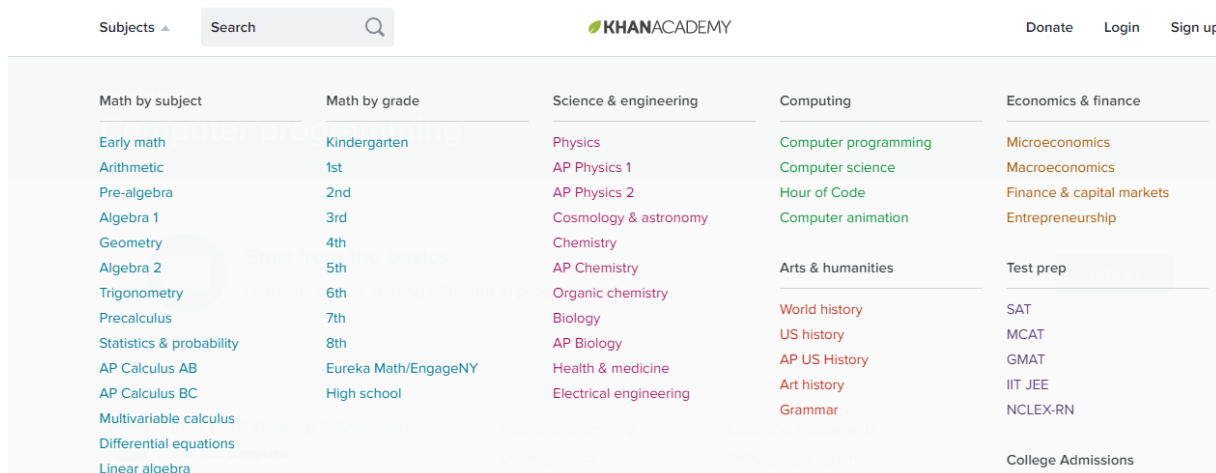 Subjects
Search
KHANACADEMY
Donate
Login
Sign up
Math by subject
Early math
Arithmetic
Pre-algebra
Algebra 1
Geometry
Algebra 2
Trigonometry
Precalculus
Statistics & probability
AP Calculus AB
AP Calculus BC
Multivariable calculus
Differential equations
Linear algebra
Math by grade
Kindergarten
1st
2nd
3rd
4th
5th
6th
7th
8th
Eureka Math/EngageNY
High school
Science & engineering
Physics
AP Physics 1
AP Physics 2
Cosmology & astronomy
Chemistry
AP Chemistry
Organic chemistry
Biology
AP Biology
Health & medicine
Electrical engineering
Computing
Computer programming
Computer science
Hour of Code
Computer animation
Arts & humanities
World history
US history
AP US History
Art history
Grammar
Economics & finance
Microeconomics
Macroeconomics
Finance & capital markets
Entrepreneurship
Test prep
SAT
MCAT
GMAT
IIT JEE
NCLEX-RN
College Admissions